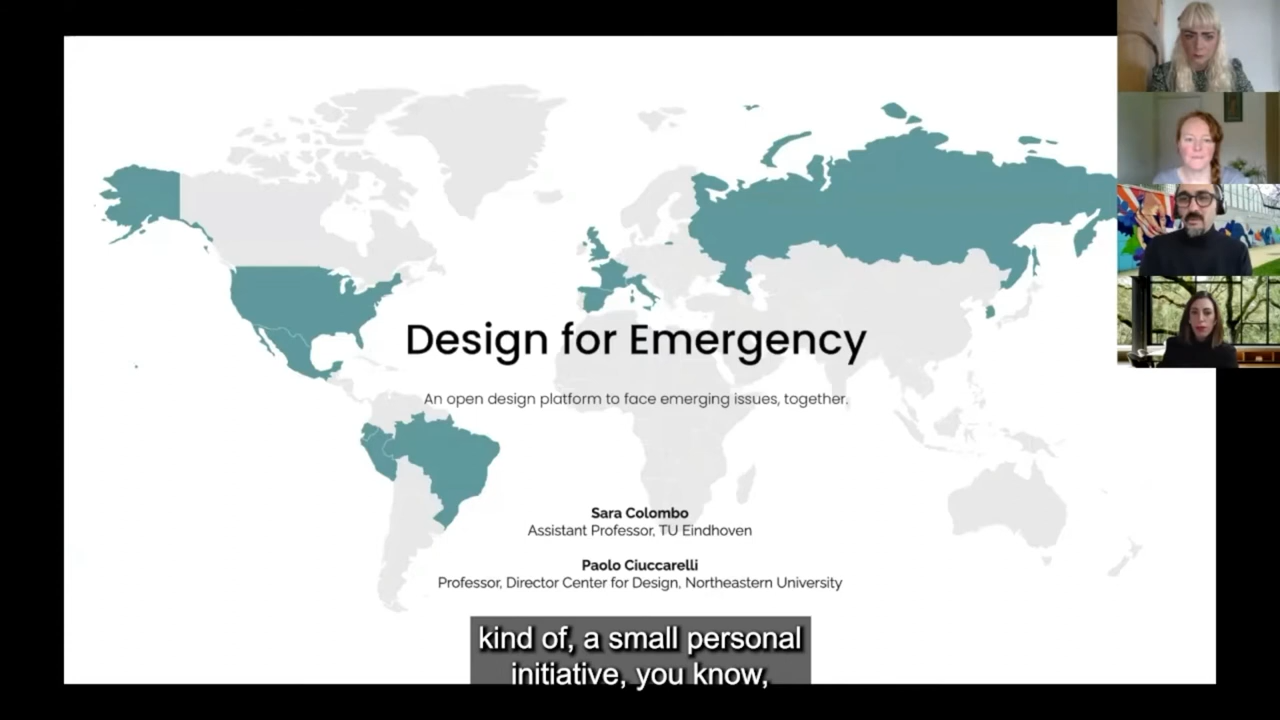 Design for Emergency
An open design platform to face emerging issues, together.
Sara Colombo
Assistant Professor, TU Eindhoven
Paolo Ciuccarelli
Professor, Director Center for Design, Northeastern University
kind of, a small personal
initiative, you know,